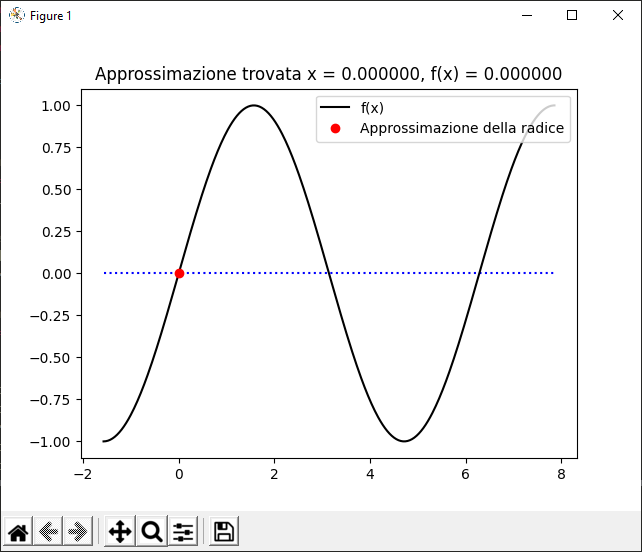 Figure 1
Approssimazione trovata x = 0.000000, f(x) = 0.000000
1.00
0.75
0.50
0.25
0.00
−0.25
−0.50
−0.75
−1.00
f(x)
Approssimazione della radice
−2 0 2 4 6 8